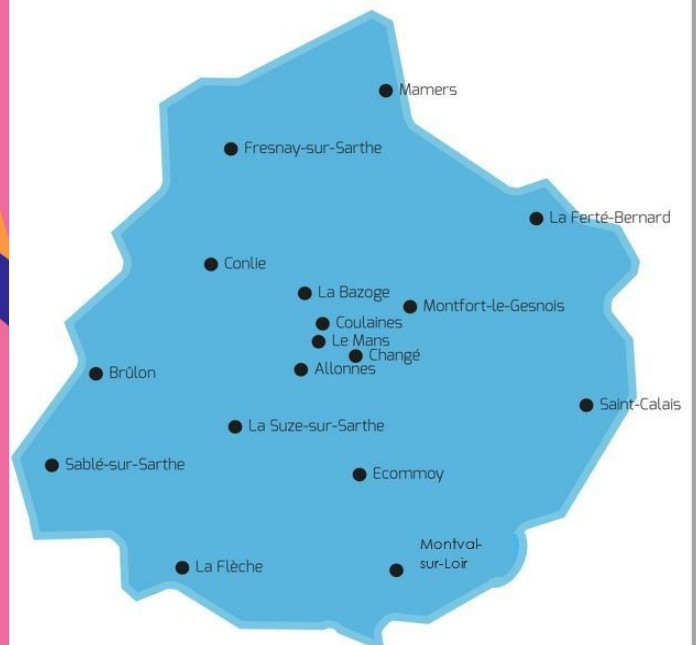 Mamers
Fresnay-sur-Sarthe
La Ferté-Bernard
Conlie
La Bazoge
Montfort-le-Gesnois
Coulaines
Le Mans
Changé
Allonnes
Brûlon
Saint-Calais
La Suze-sur-Sarthe
Sablé-sur-Sarthe
Ecommoy
Montval-
sur-Loir
La Flèche